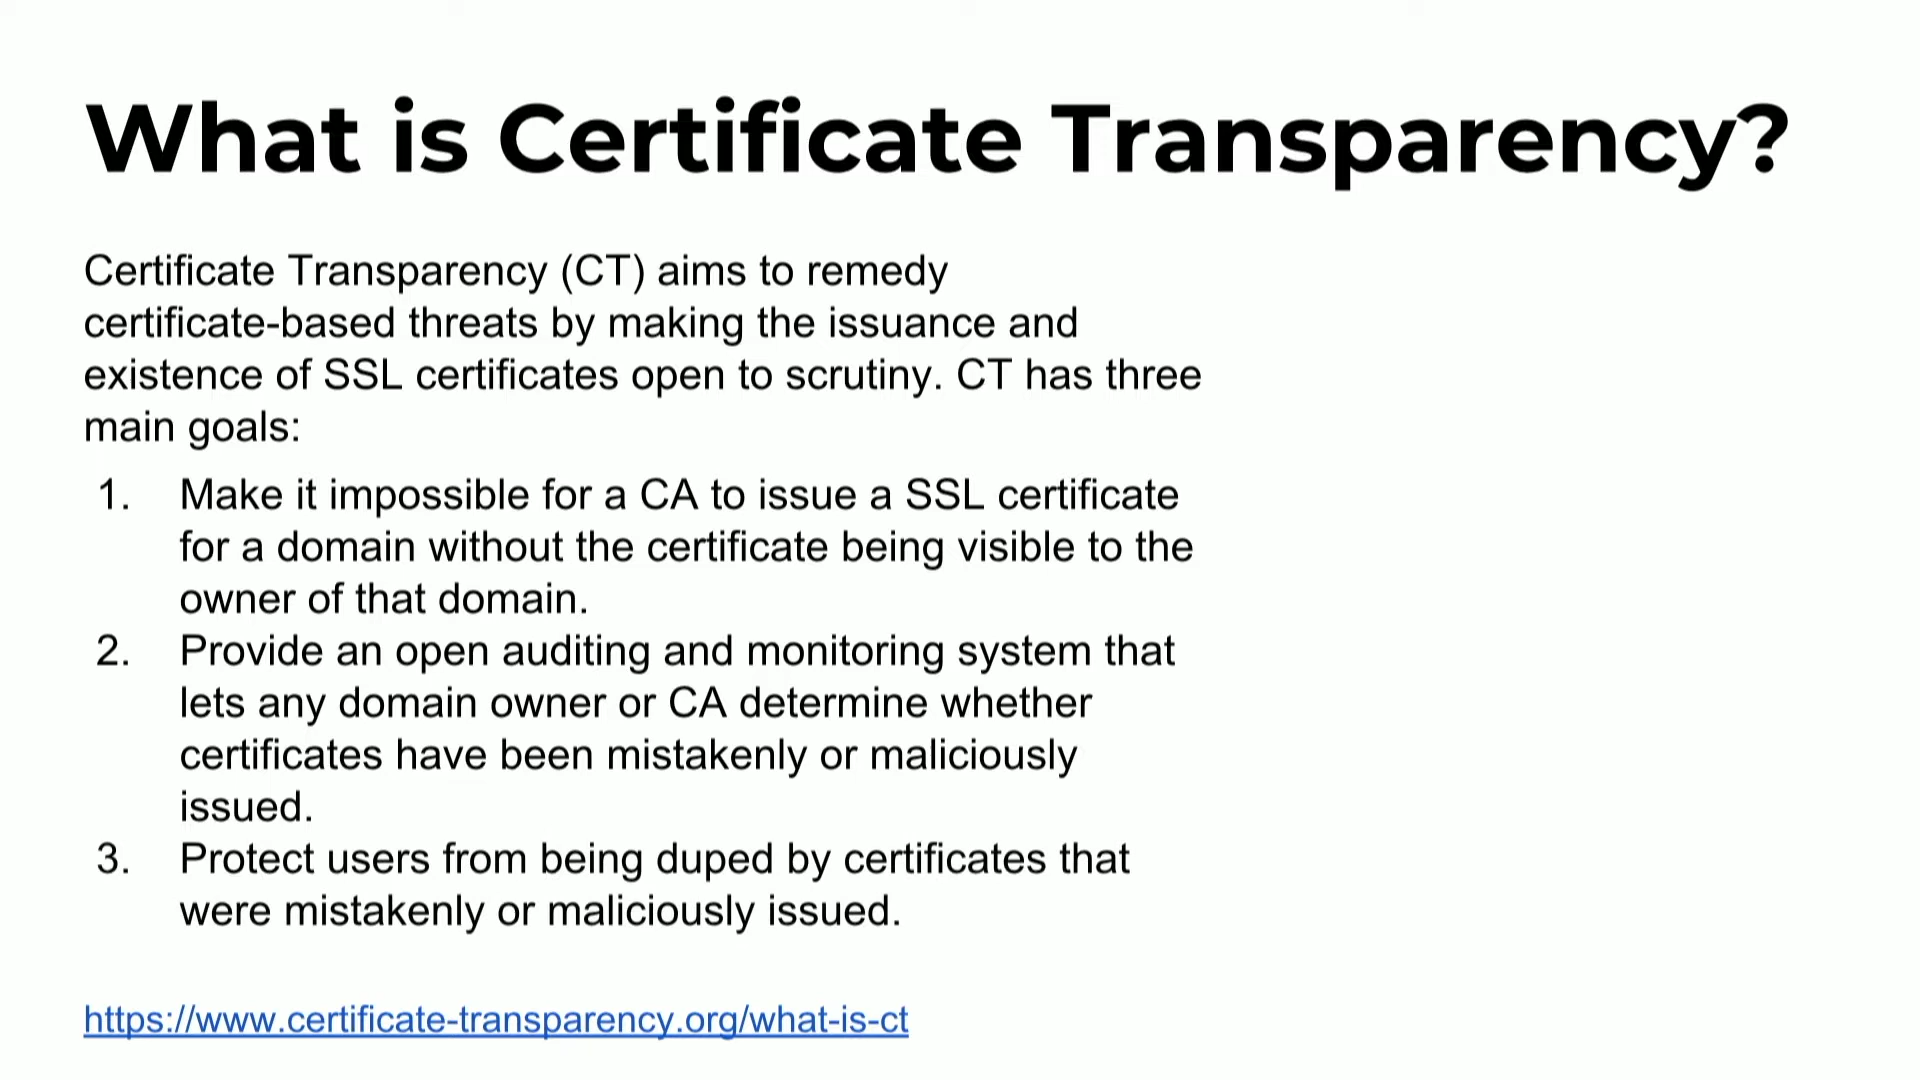 What is Certificate Transparency?
Certificate Transparency (CT) aims to remedy
certificate-based threats by making the issuance and
existence of SSL certificates open to scrutiny. CT has three
main goals:
1. Make it impossible for a CA to issue a SSL certificate
for a domain without the certificate being visible to the
owner of that domain.
2. Provide an open auditing and monitoring system that
lets any domain owner or CA determine whether
certificates have been mistakenly or maliciously
issued.
3. Protect users from being duped by certificates that
were mistakenly or maliciously issued.
https://www.certificate-transparency.org/what-is-ct